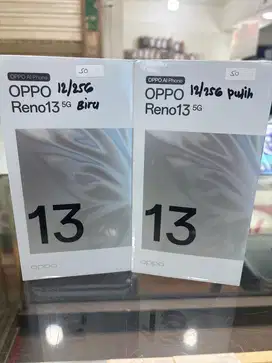 50
OPPO AI Phone
OPPO 12/256
Reno13 5G Biru
13
oppo
50
OPPO AI Phone
OPPO 12/256 Putih
Reno13 5G
13
oppo